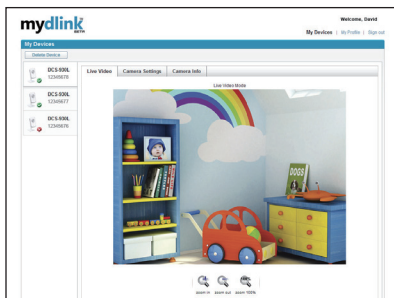 mydlink
BETA
Welcome, David
My Devices | My Profile | Sign out
My Devices
Delete Device
DCS-930L
12345678
DCS-930L
12345677
DCS-930L
12345676
Live Video
Camera Settings
Camera Info
Live Video Mode
DOGS
zoom in
zoom out
zoom 100%